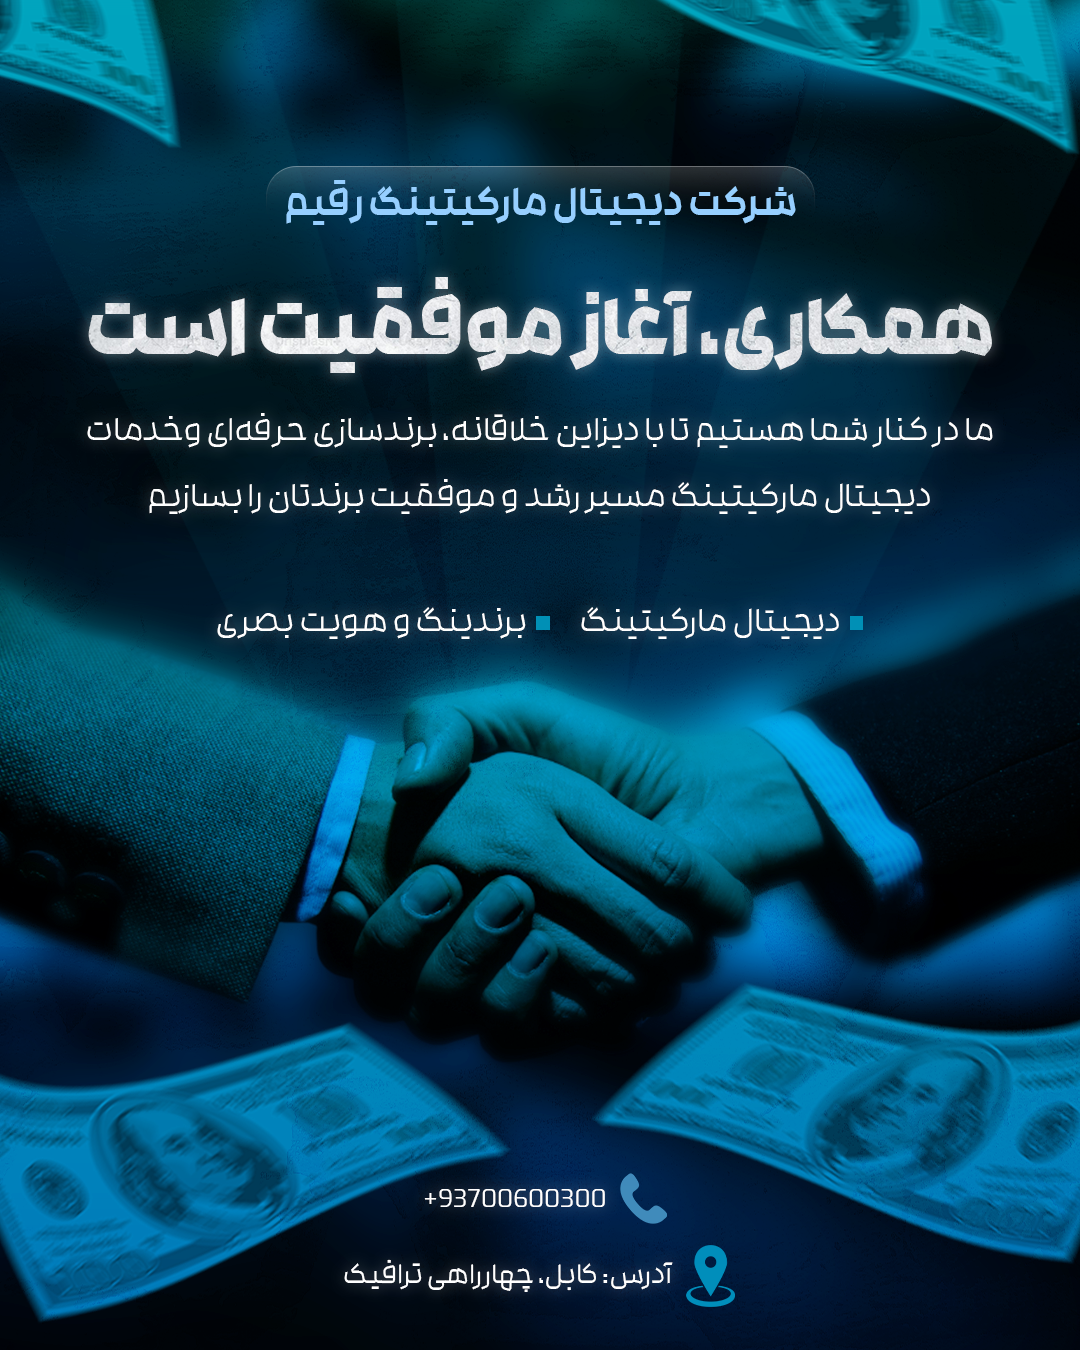 شرکت دیجیتال مارکیتینگ رقیم
همکاری، آغاز موفقیت است
ما در کنار شما هستیم تا با دیزاین خلاقانه، برندسازی حرفه‌ای وخدمات
دیجیتال مارکیتینگ مسیر رشد و موفقیت برندتان را بسازیم
دیجیتال مارکیتینگ برندینگ و هویت بصری
+93700600300
آدرس: کابل، چهارراهی ترافیک